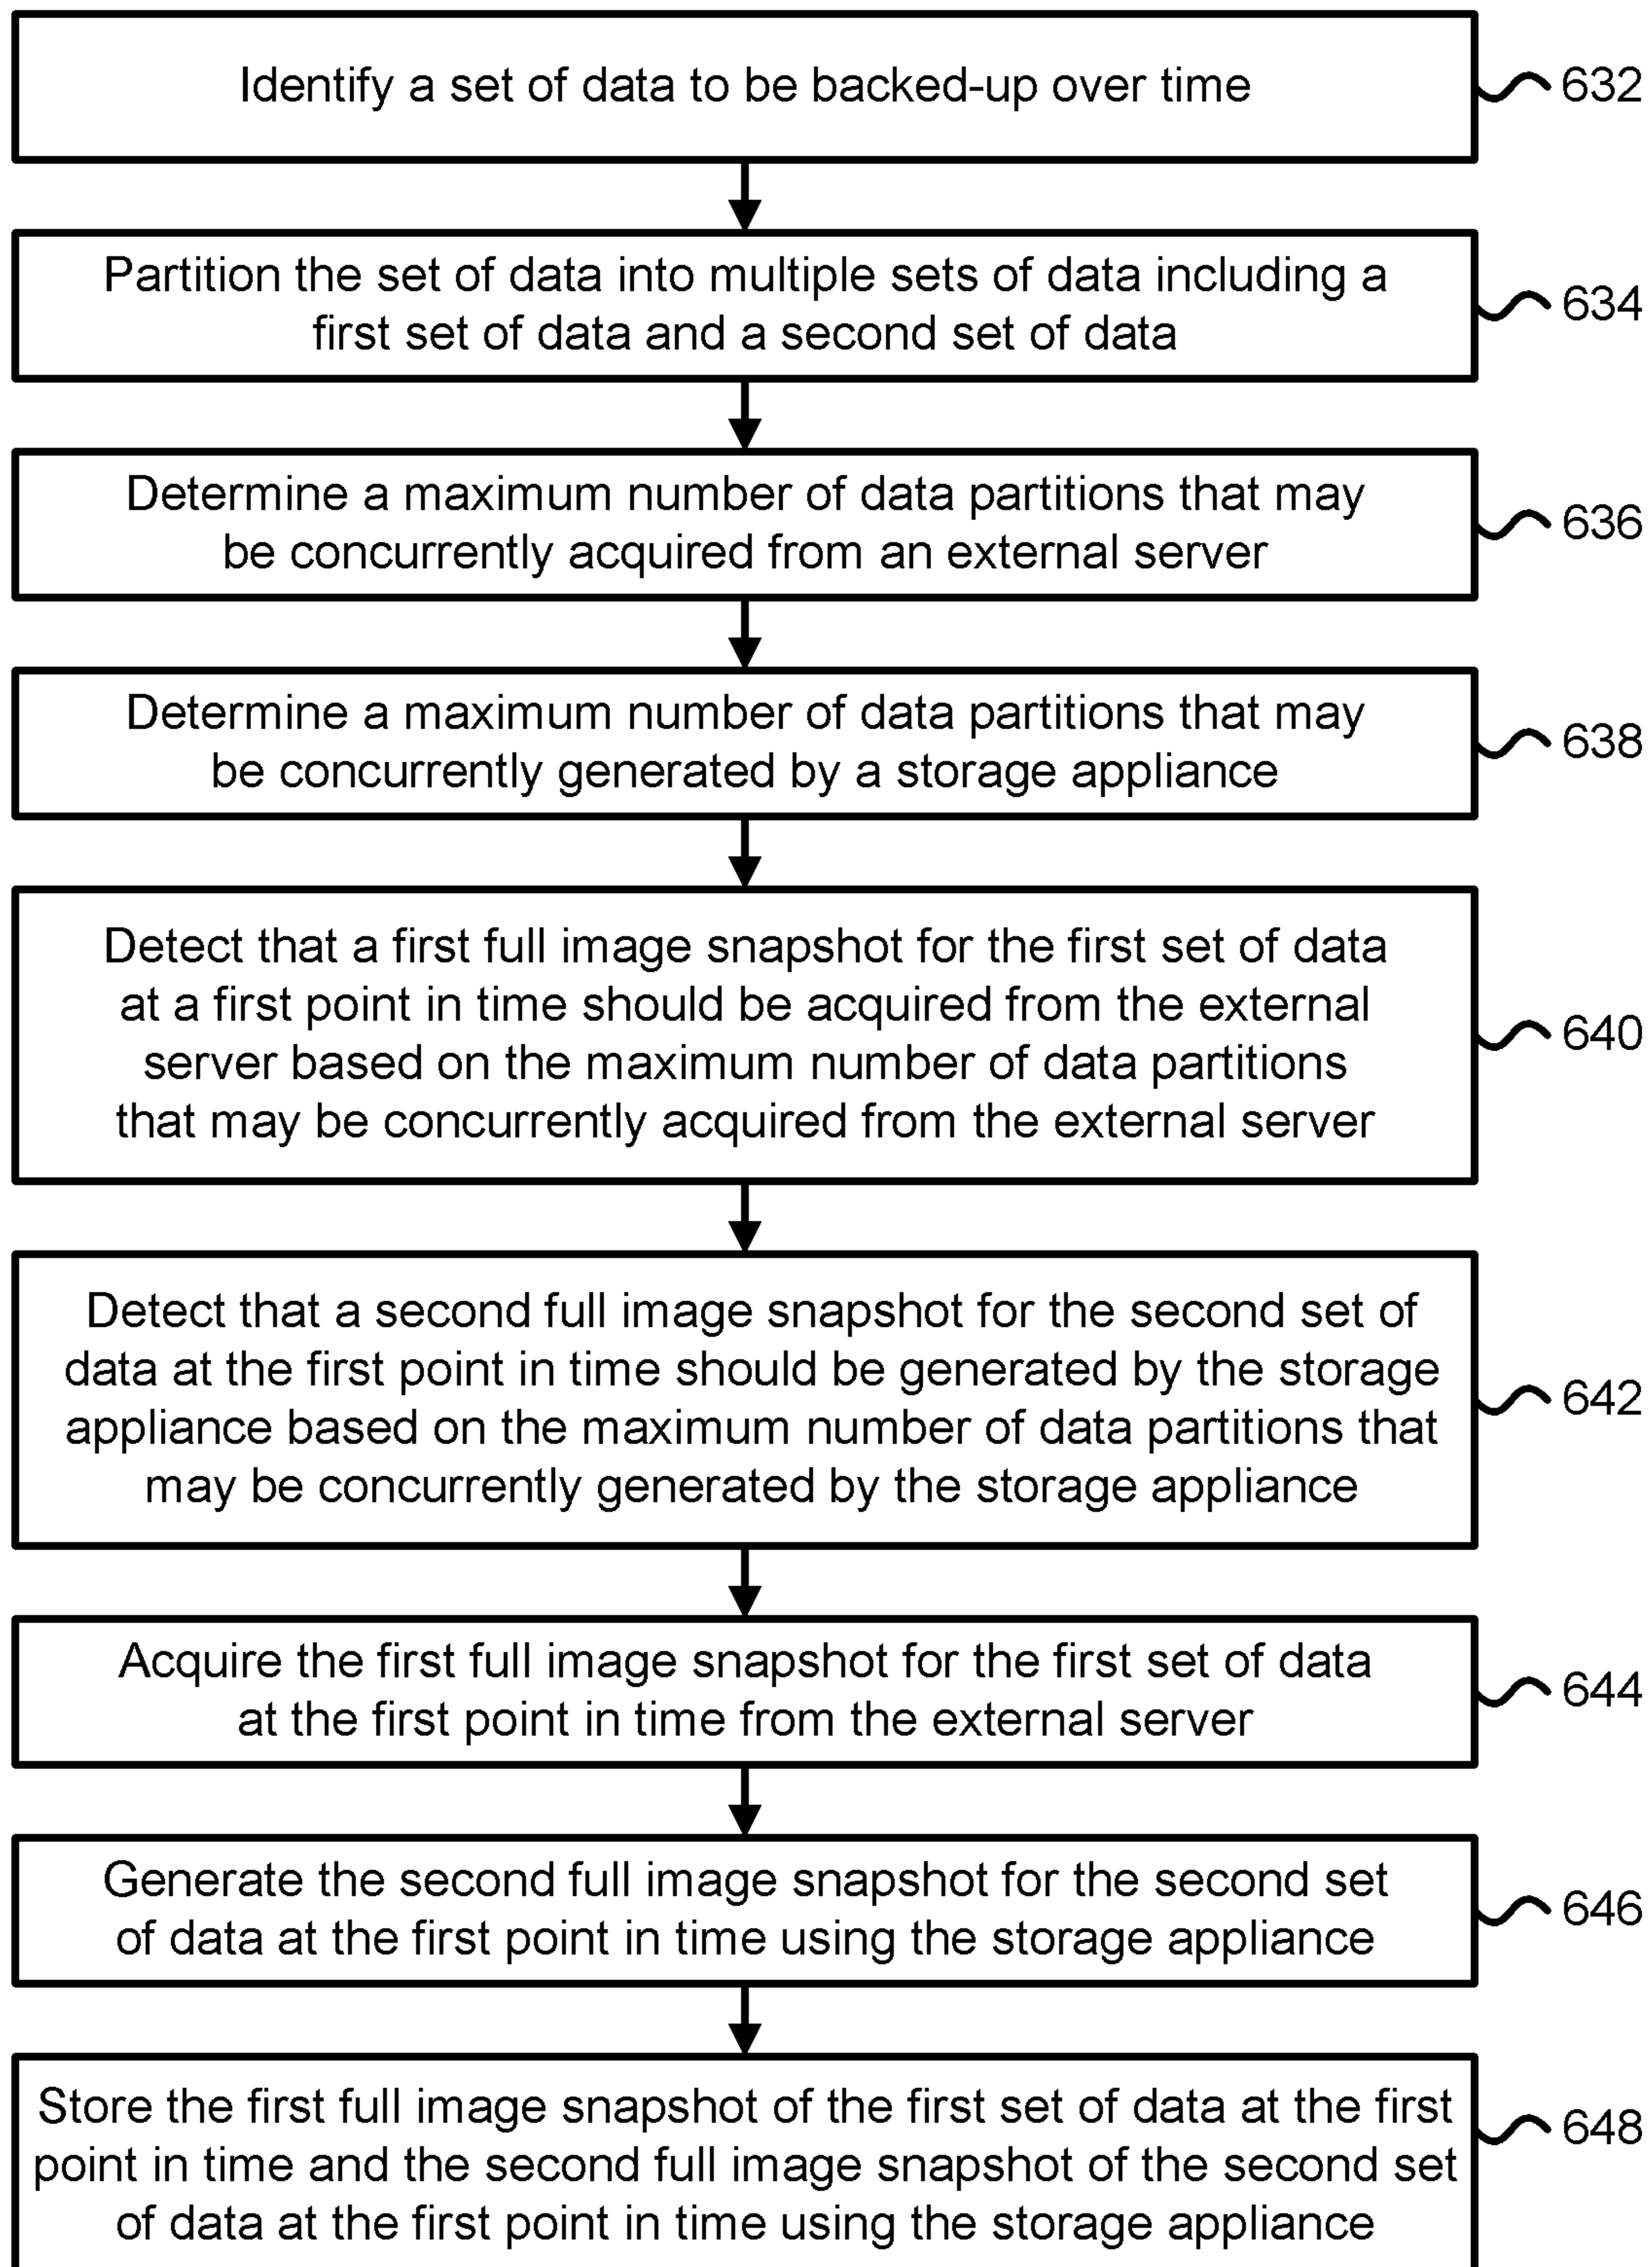 Identify a set of data to be backed-up over time
632
Partition the set of data into multiple sets of data including a
first set of data and a second set of data
634
Determine a maximum number of data partitions that may
be concurrently acquired from an external server
636
Determine a maximum number of data partitions that may
be concurrently generated by a storage appliance
638
Detect that a first full image snapshot for the first set of data
at a first point in time should be acquired from the external
server based on the maximum number of data partitions
that may be concurrently acquired from the external server
640
Detect that a second full image snapshot for the second set of
data at the first point in time should be generated by the storage
appliance based on the maximum number of data partitions that
may be concurrently generated by the storage appliance
642
Acquire the first full image snapshot for the first set of data
at the first point in time from the external server
644
Generate the second full image snapshot for the second set
of data at the first point in time using the storage appliance
646
Store the first full image snapshot of the first set of data at the first
point in time and the second full image snapshot of the second set
of data at the first point in time using the storage appliance
648